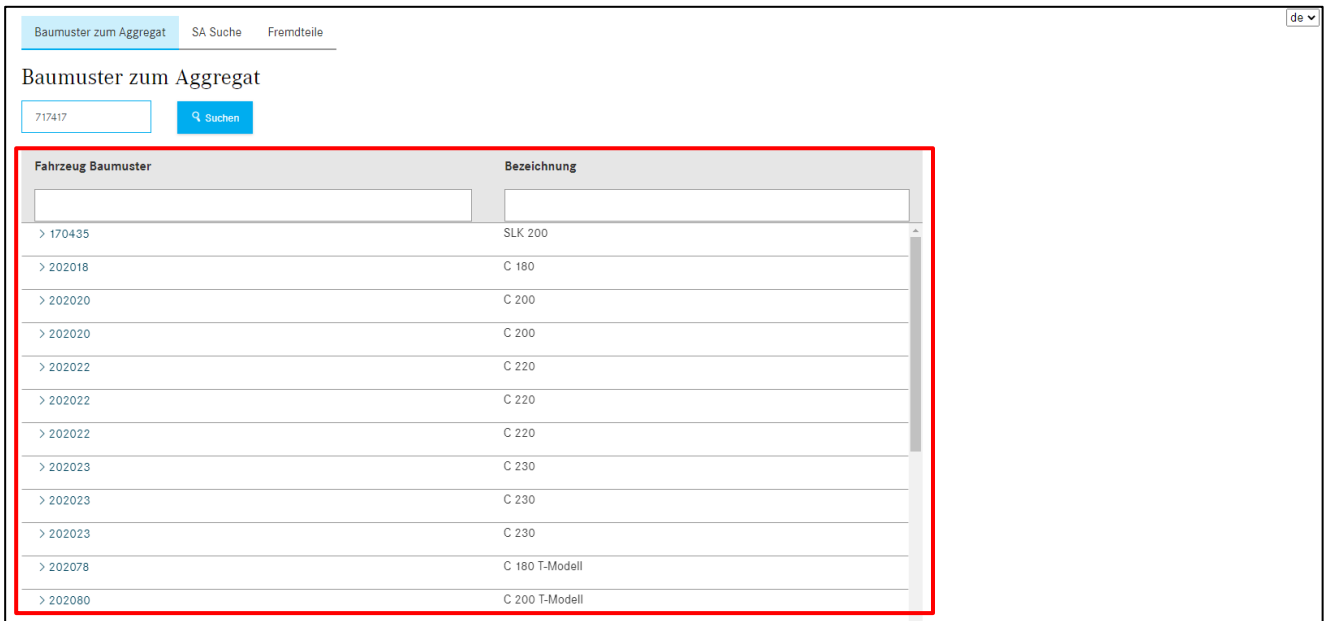 de
Baumuster zum Aggregat SA Suche Fremdteile
Baumuster zum Aggregat
717417 Suchen
Fahrzeug Baumuster Bezeichnung
> 170435 SLK 200
> 202018 C 180
> 202020 C 200
> 202020 C 200
> 202022 C 220
> 202022 C 220
> 202022 C 220
> 202023 C 230
> 202023 C 230
> 202023 C 230
> 202078 C 180 T-Modell
> 202080 C 200 T-Modell